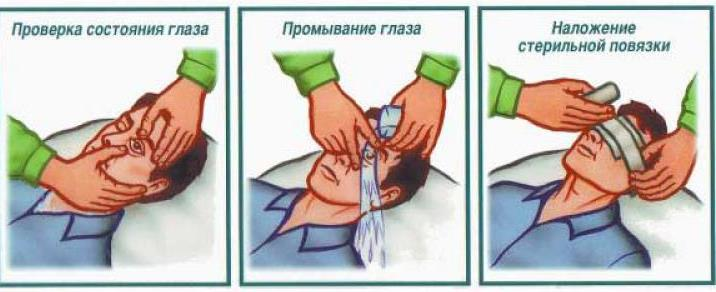 Проверка состояния глаза
Промывание глаза
Наложение
стерильной повязки